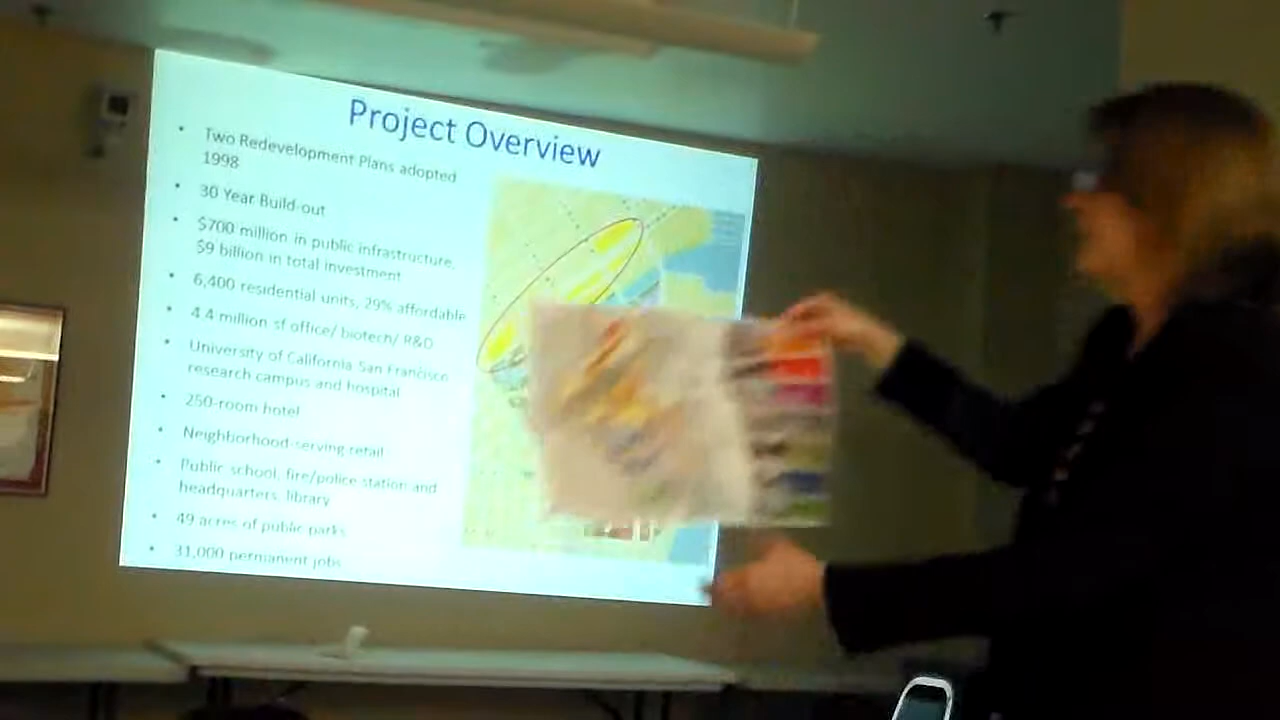 Project Overview
• Two Redevelopment Plans adopted
1998
• 30 Year Build-out
• $700 million in public infrastructure,
$9 billion in total investment
• 6,400 residential units, 29% affordable
• 4.4 million sf office/ biotech/ R&D
• University of California San Francisco
research campus and hospital
• 250-room hotel
• Neighborhood-serving retail
• Public school, fire/police station and
headquarters, library
• 49 acres of public parks
• 31,000 permanent jobs